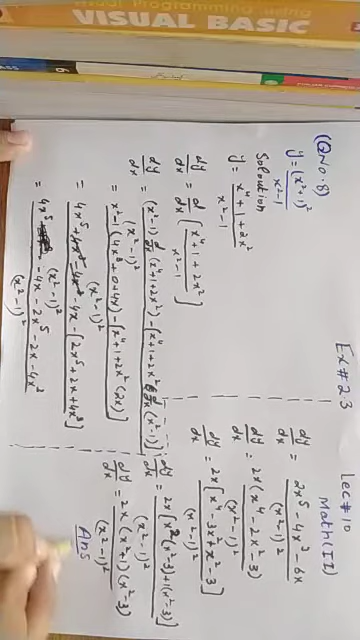 Visual Programming using
VISUAL BASIC
6
Ex # 2.3
Lec # 10
Math (II)
(QNo.8)
y = (x²+1)² / x²-1
Solution
y = x⁴+1+2x² / x²-1
dy/dx = d/dx [x⁴+1+2x² / x²-1]
dy/dx = (x²-1) d/dx (x⁴+1+2x²) - (x⁴+1+2x²) d/dx (x²-1) / (x²-1)²
= x²-1 (4x³+0+4x) - [x⁴+1+2x² (2x)] / (x²-1)²
= 4x⁵ - 4x - [2x⁵+2x+4x³] / (x²-1)²
= 4x⁵ - 4x - 2x⁵ - 2x - 4x³ / (x²-1)²
dy/dx = 2x⁵ - 4x³ - 6x / (x²-1)²
dy/dx = 2x (x⁴ - 2x² - 3) / (x²-1)²
dy/dx = 2x [x⁴ - 3x + x² - 3] / (x²-1)²
dy/dx = 2x [x² (x²-3) + 1 (x²-3)] / (x²-1)²
dy/dx = 2x (x²+1) (x²-3) / (x²-1)²
Ans